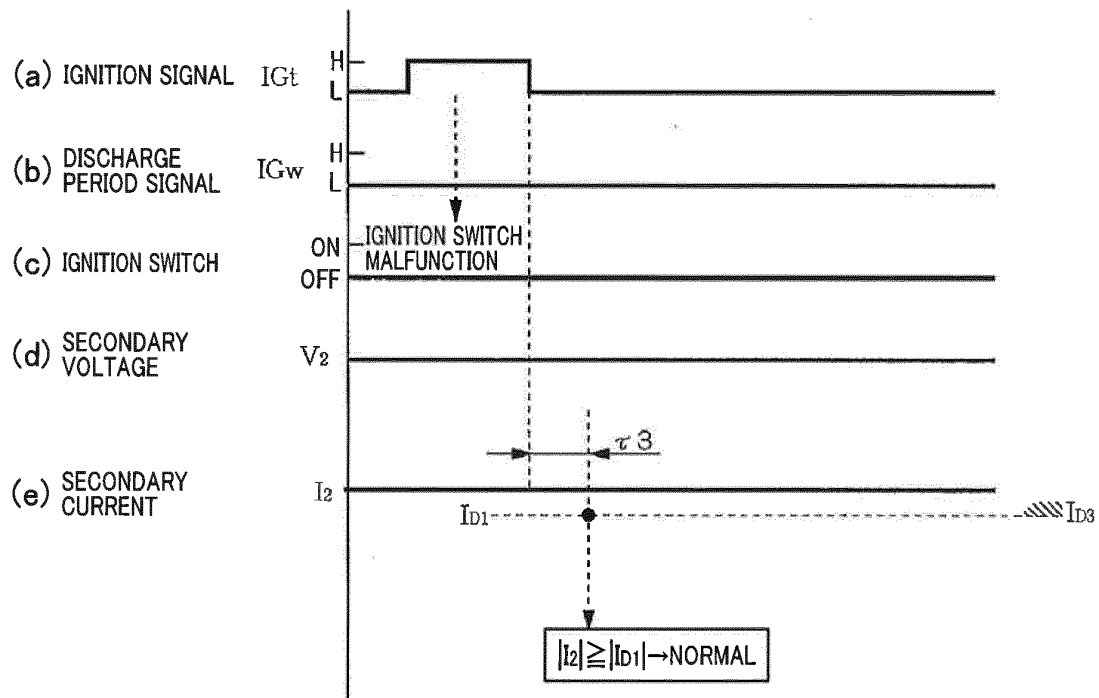 (a) IGNITION SIGNAL IGt H L
(b) DISCHARGE PERIOD SIGNAL IGw H L
(c) IGNITION SWITCH ON OFF
IGNITION SWITCH
MALFUNCTION
(d) SECONDARY VOLTAGE V2
τ3
(e) SECONDARY CURRENT I2
ID1 ID3
|I2|≧|ID1|→NORMAL